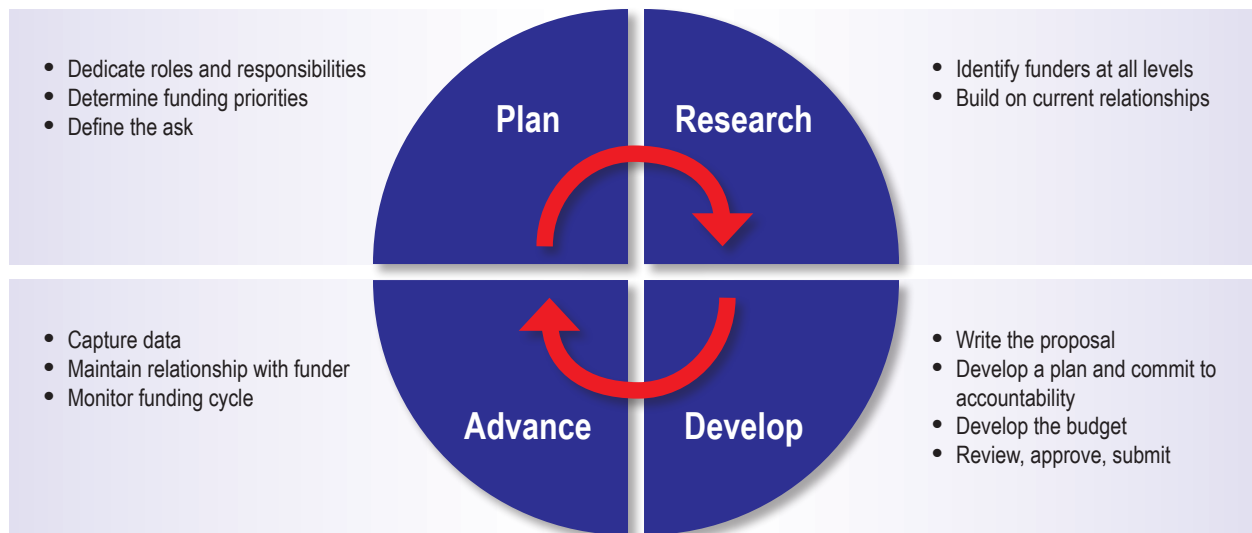 • Dedicate roles and responsibilities
• Determine funding priorities
• Define the ask
Plan
Research
• Identify funders at all levels
• Build on current relationships
• Capture data
• Maintain relationship with funder
• Monitor funding cycle
Advance
Develop
• Write the proposal
• Develop a plan and commit to
accountability
• Develop the budget
• Review, approve, submit